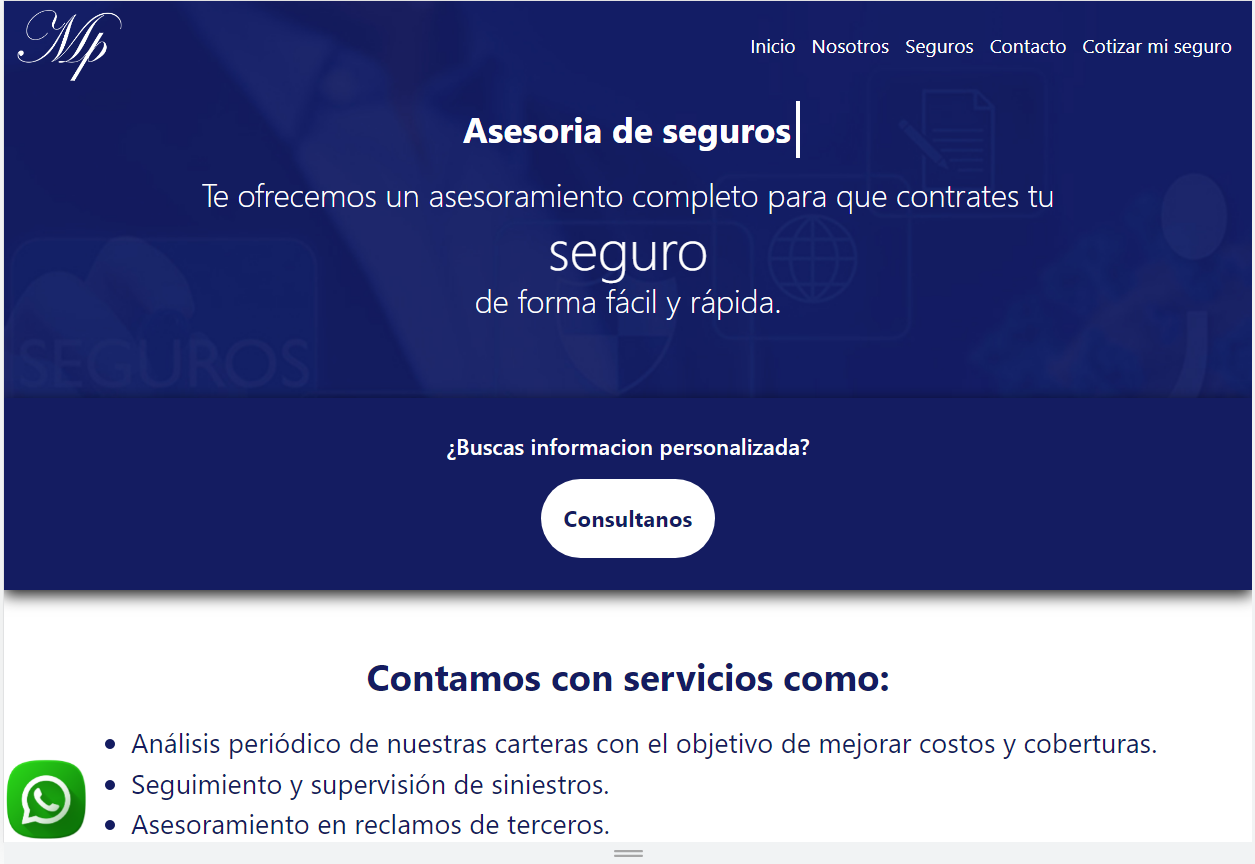 Mp
Inicio Nosotros Seguros Contacto Cotizar mi seguro
Asesoria de seguros
Te ofrecemos un asesoramiento completo para que contrates tu
seguro
de forma fácil y rápida.
SEGUROS
¿Buscas informacion personalizada?
Consultanos
Contamos con servicios como:
• Análisis periódico de nuestras carteras con el objetivo de mejorar costos y coberturas.
• Seguimiento y supervisión de siniestros.
• Asesoramiento en reclamos de terceros.